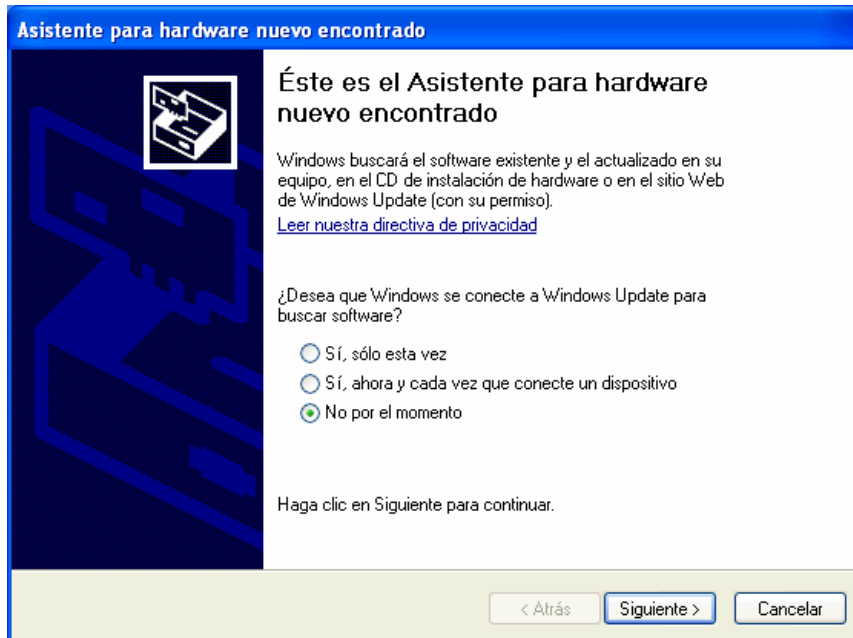 Asistente para hardware nuevo encontrado
Éste es el Asistente para hardware
nuevo encontrado
Windows buscará el software existente y el actualizado en su
equipo, en el CD de instalación de hardware o en el sitio Web
de Windows Update (con su permiso).
Leer nuestra directiva de privacidad
¿Desea que Windows se conecte a Windows Update para
buscar software?
Sí, sólo esta vez
Sí, ahora y cada vez que conecte un dispositivo
No por el momento
Haga clic en Siguiente para continuar.
< Atrás
Siguiente >
Cancelar